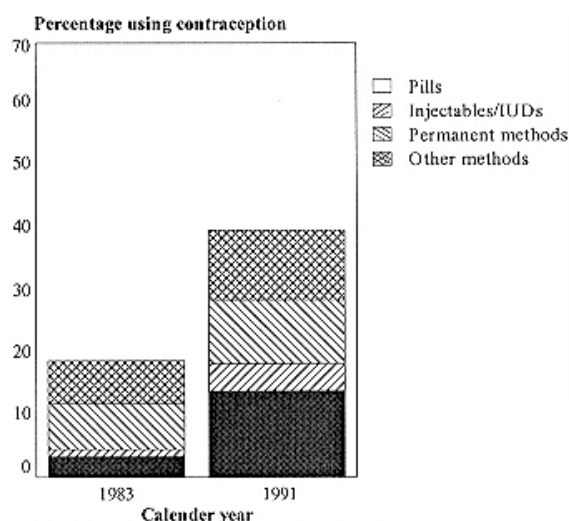 Percentage using contraception
70
60
50
40
30
20
10
0
Pills
Injectables/IUDs
Permanent methods
Other methods
1983 1991
Calender year